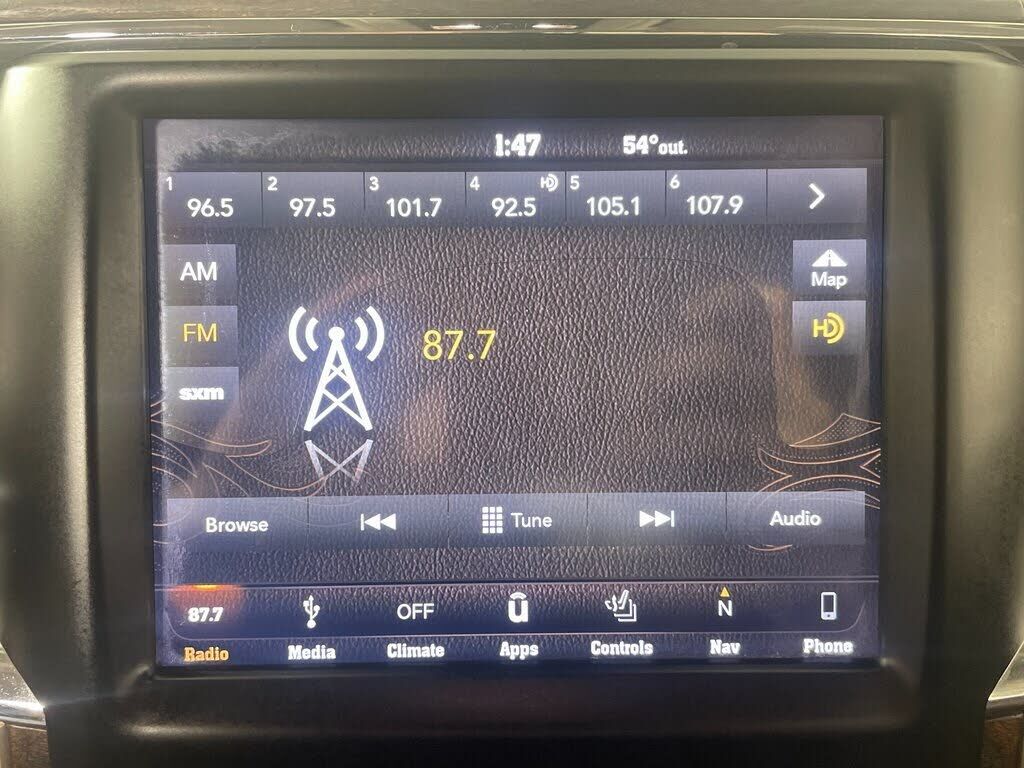 1:47 54° out.
1 96.5 2 97.5 3 101.7 4 HD 92.5 5 105.1 6 107.9
AM
Map
FM
87.7
HD
sxm
Browse Tune Audio
87.7 OFF u N
Radio Media Climate Apps Controls Nav Phone